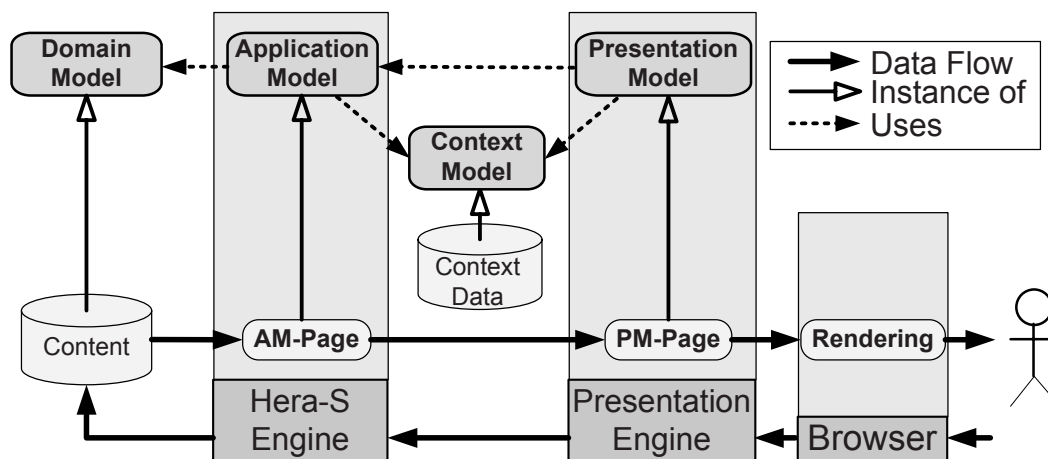 Domain
Model
Application
Model
Presentation
Model
Data Flow
Instance of
Uses
Context
Model
Context
Data
Content
AM-Page
PM-Page
Rendering
Hera-S
Engine
Presentation
Engine
Browser